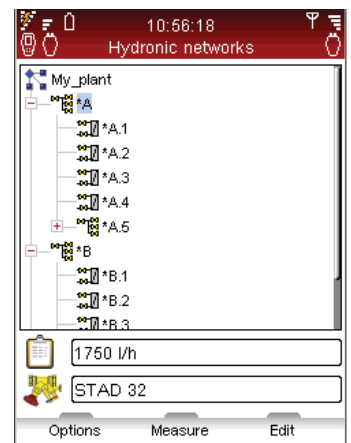 10:56:18
Hydronic networks
My_plant
*A
*A.1
*A.2
*A.3
*A.4
*A.5
*B
*B.1
*B.2
*B.3
1750 l/h
STAD 32
Options Measure Edit